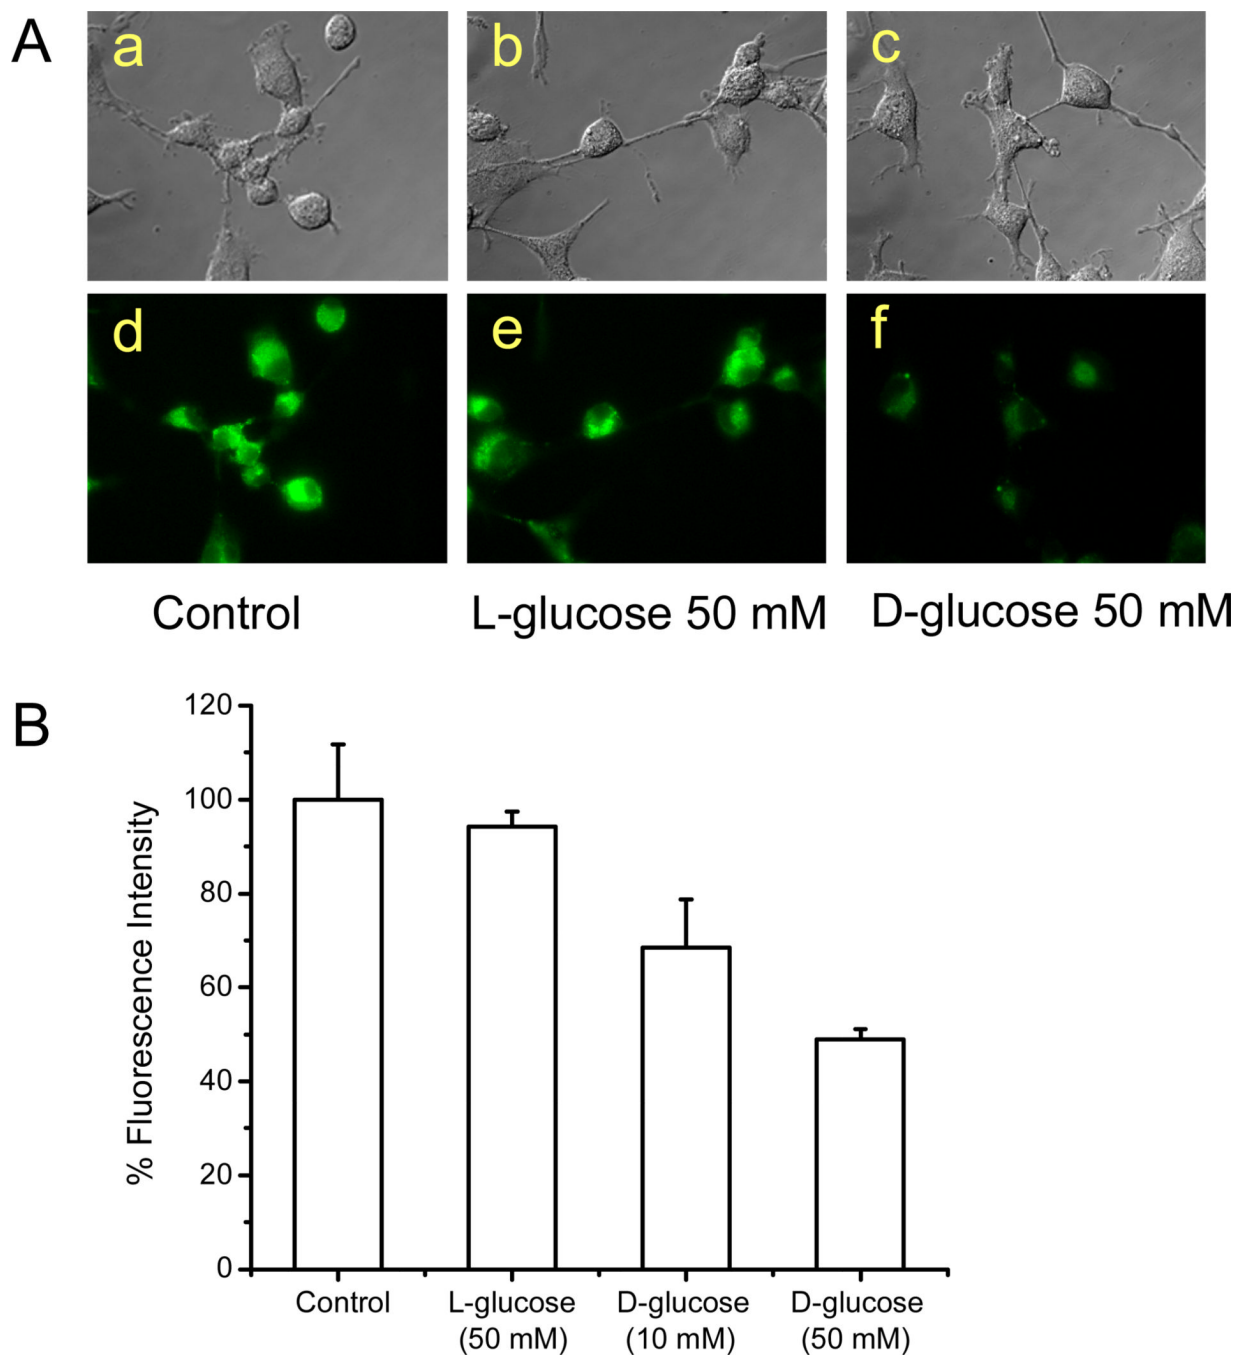 A
a
b
c
d
e
f
Control
L-glucose 50 mM
D-glucose 50 mM
B
120
100
80
60
40
20
0
% Fluorescence Intensity
Control
L-glucose
(50 mM)
D-glucose
(10 mM)
D-glucose
(50 mM)